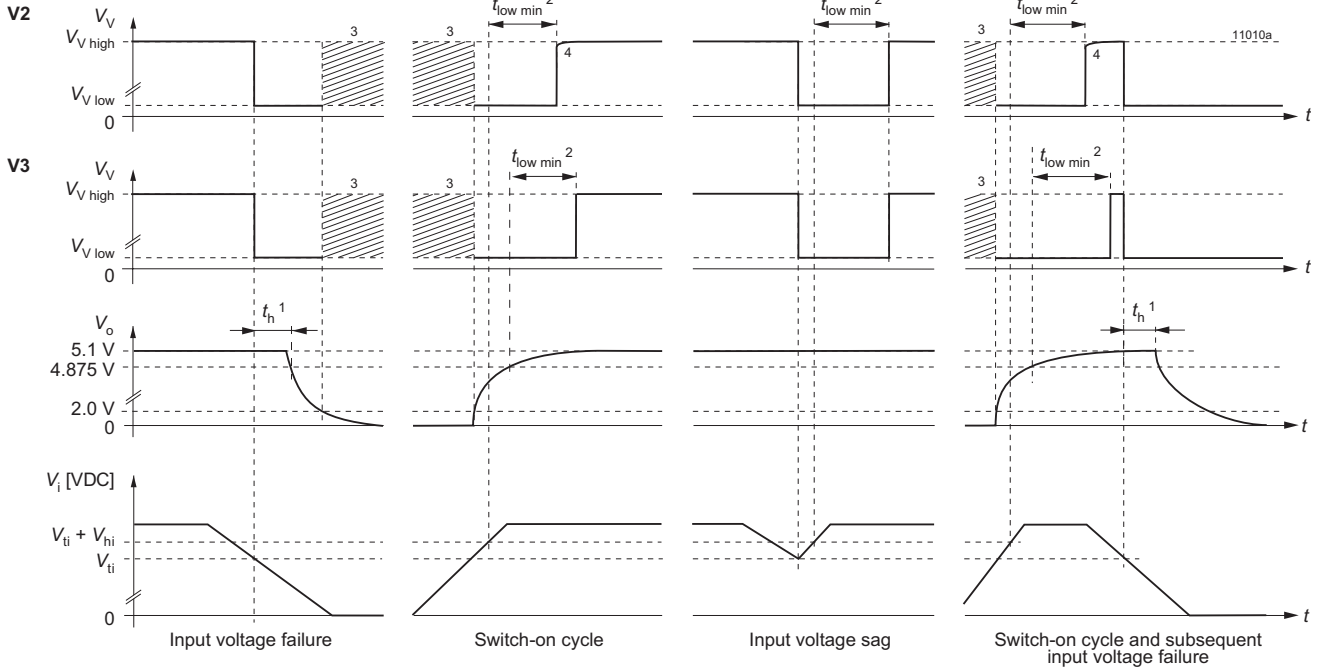 V2
V_V
V_V high
V_V low
0
3
3
t_low min 2
4
t_low min 2
3
t_low min 2
4
11010a
t
V3
V_V
V_V high
V_V low
0
3
3
t_low min 2
3
t_low min 2
t
V_o
5.1 V
4.875 V
2.0 V
0
t_h 1
t_h 1
t
V_i [VDC]
V_ti + V_hi
V_ti
0
t
Input voltage failure
Switch-on cycle
Input voltage sag
Switch-on cycle and subsequent
input voltage failure